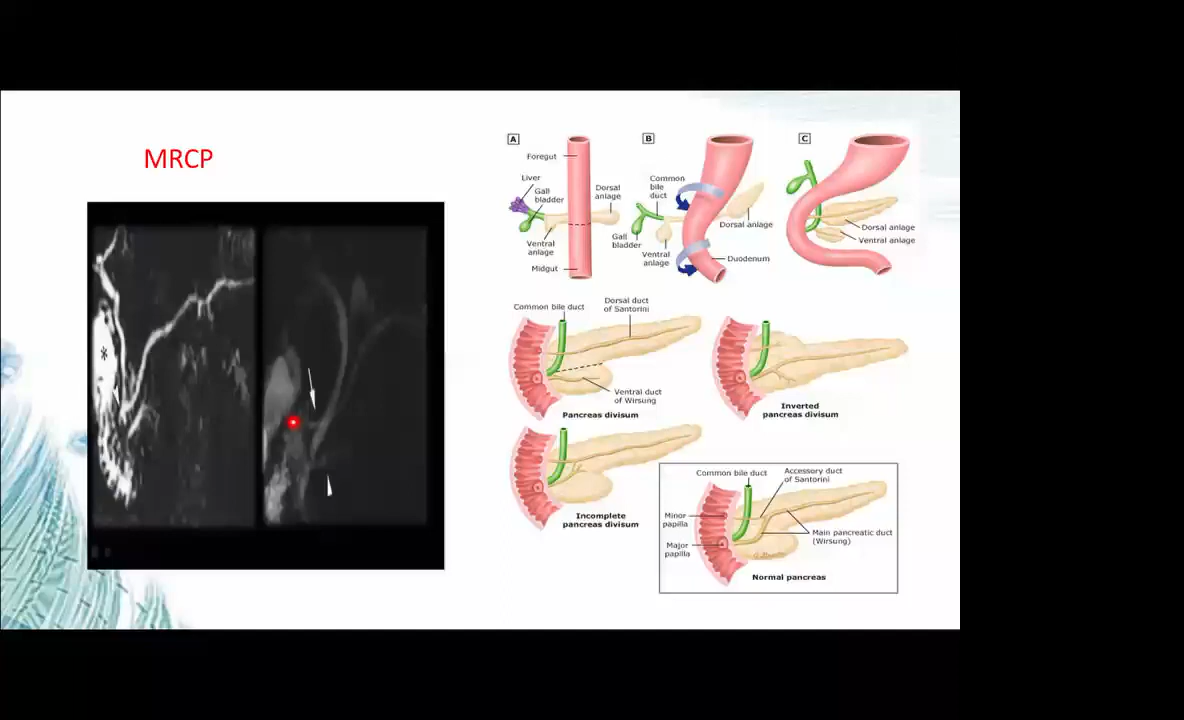 MRCP
*
A
B
C
Foregut
Liver
Gall
bladder
Dorsal
anlage
Ventral
anlage
Midgut
Common
bile
duct
Dorsal anlage
Gall
bladder
Ventral
anlage
Duodenum
Dorsal anlage
Ventral anlage
Common bile duct
Dorsal duct
of Santorini
Ventral duct
of Wirsung
Pancreas divisum
Inverted
pancreas divisum
Incomplete
pancreas divisum
Common bile duct
Accessory duct
of Santorini
Minor
papilla
Major
papilla
Main pancreatic duct
(Wirsung)
Normal pancreas